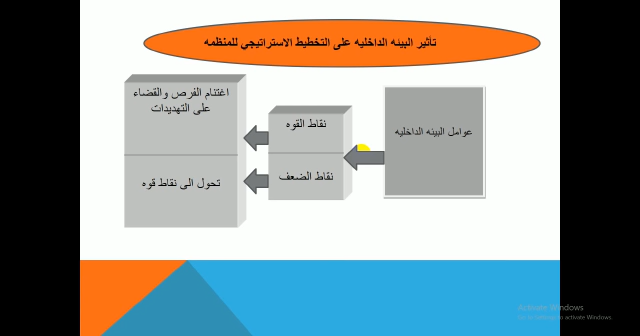 تأثير البيئه الداخليه على التخطيط الاستراتيجي للمنظمه
عوامل البيئه الداخليه
نقاط القوه
نقاط الضعف
اغتنام الفرص والقضاء
على التهديدات
تحول الى نقاط قوه
Activate Windows
Go to Settings to activate Windows.